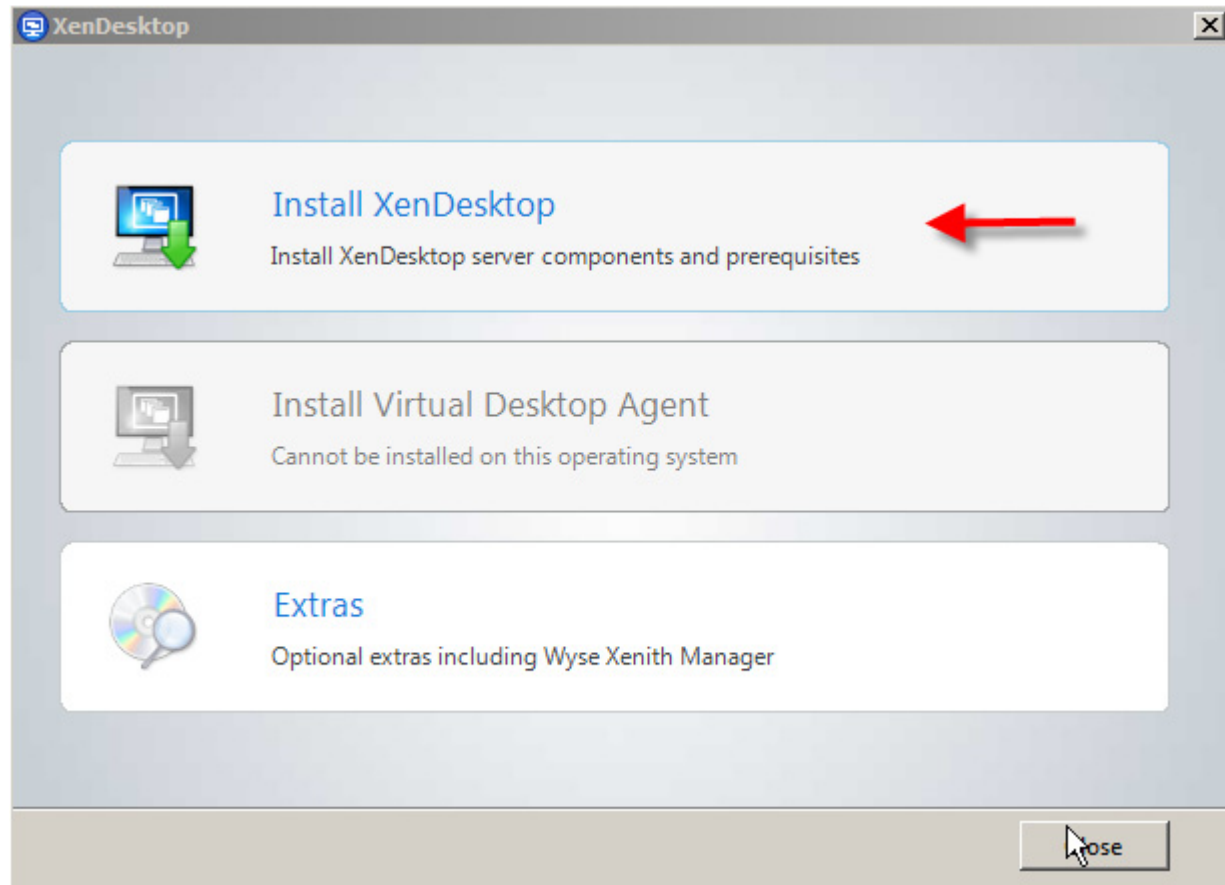 XenDesktop
Install XenDesktop
Install XenDesktop server components and prerequisites
Install Virtual Desktop Agent
Cannot be installed on this operating system
Extras
Optional extras including Wyse Xenith Manager
Close